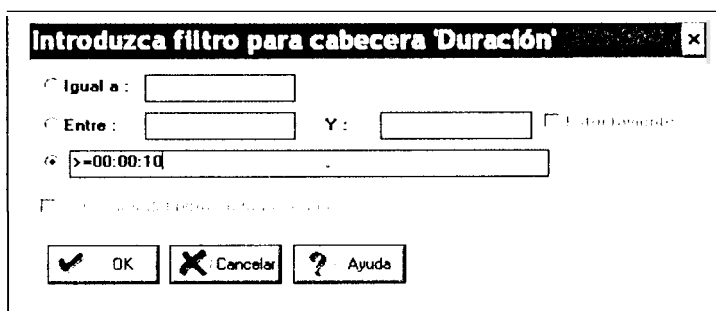 Introduzca filtro para cabecera 'Duración'
Igual a :
Entre : Y :
>=00:00:10
OK Cancelar Ayuda